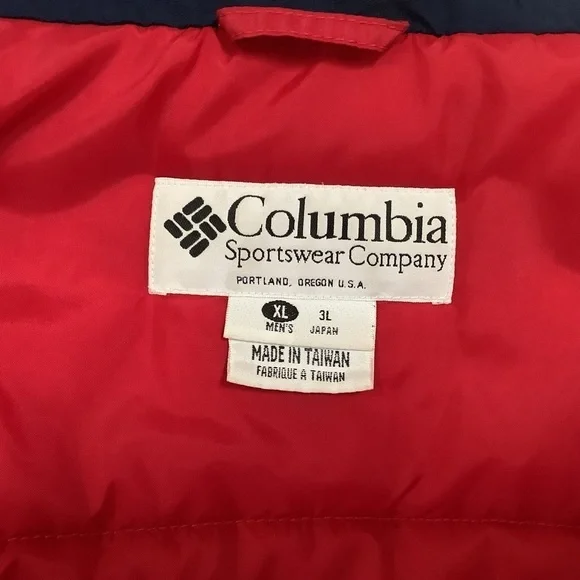 Columbia
Sportswear Company
PORTLAND, OREGON U.S.A.
XL 3L
MEN'S JAPAN
MADE IN TAIWAN
FABRIQUE A TAIWAN